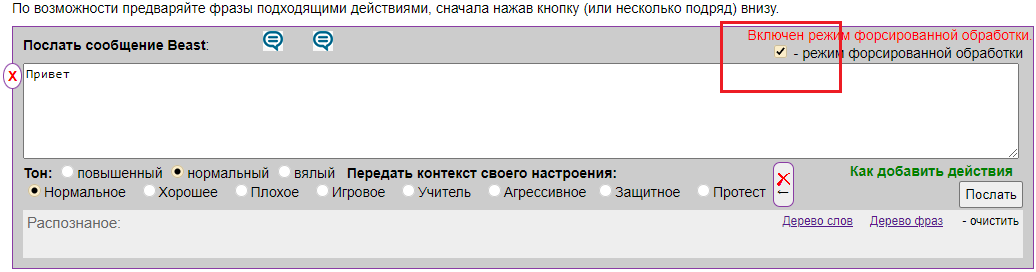 По возможности предваряйте фразы подходящими действиями, сначала нажав кнопку (или несколько подряд) внизу.
Послать сообщение Beast:
Включен режим форсированной обработки.
- режим форсированной обработки
X
Привет
Тон: повышенный нормальный вялый Передать контекст своего настроения:
Нормальное Хорошее Плохое Игровое Учитель Агрессивное Защитное Протест
X
←
Как добавить действия
Послать
Распознаное:
Дерево слов Дерево фраз - очистить